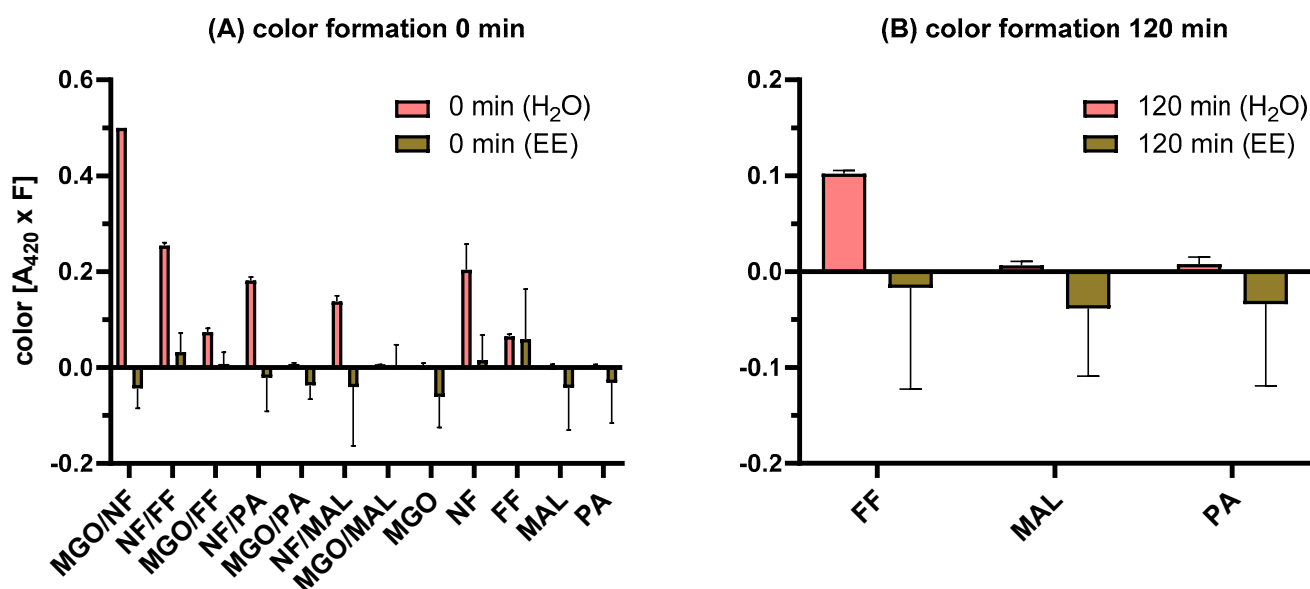 (A) color formation 0 min
0.6
0.4
0.2
0.0
-0.2
color [A₄₂₀ x F]
0 min (H₂O)
0 min (EE)
MGO/NF
NF/FF
MGO/FF
NF/PA
MGO/PA
NF/MAL
MGO/MAL
MGO
NF
FF
MAL
PA
(B) color formation 120 min
0.2
0.1
0.0
-0.1
-0.2
120 min (H₂O)
120 min (EE)
FF
MAL
PA